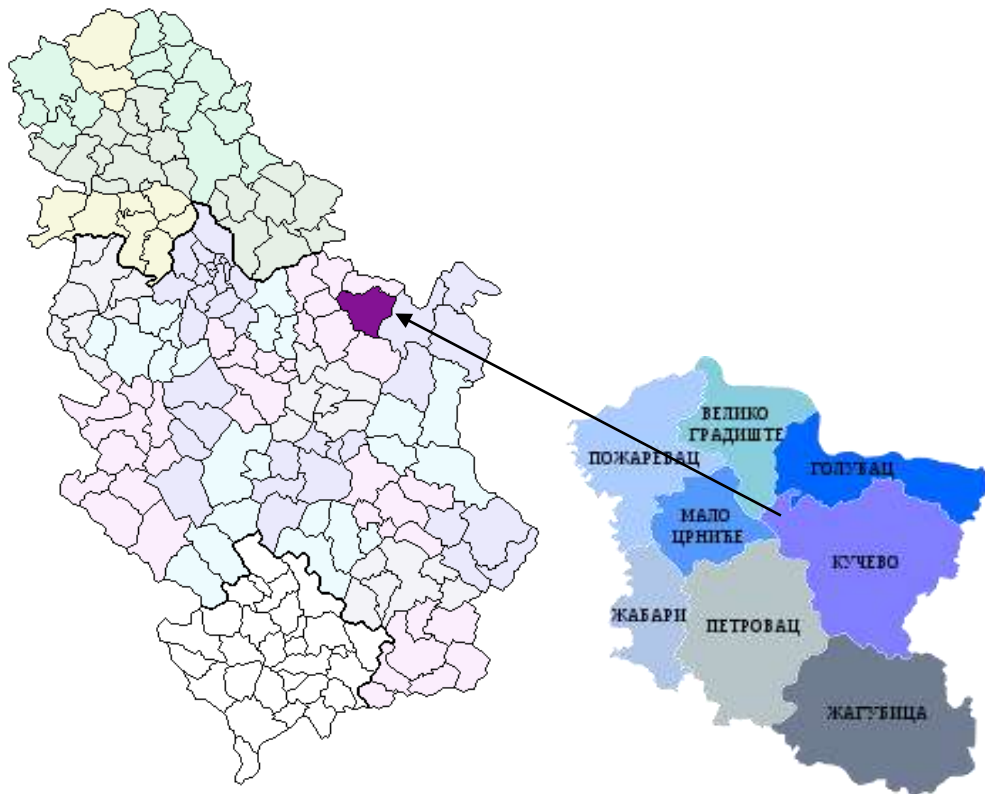 ВЕЛИКО
ГРАДИШТЕ
ПОЖАРЕВАЦ
ГОЛУБАЦ
МАЛО
ЦРНИЋЕ
КУЧЕВО
ЖАБАРИ
ПЕТРОВАЦ
ЖАГУБИЦА